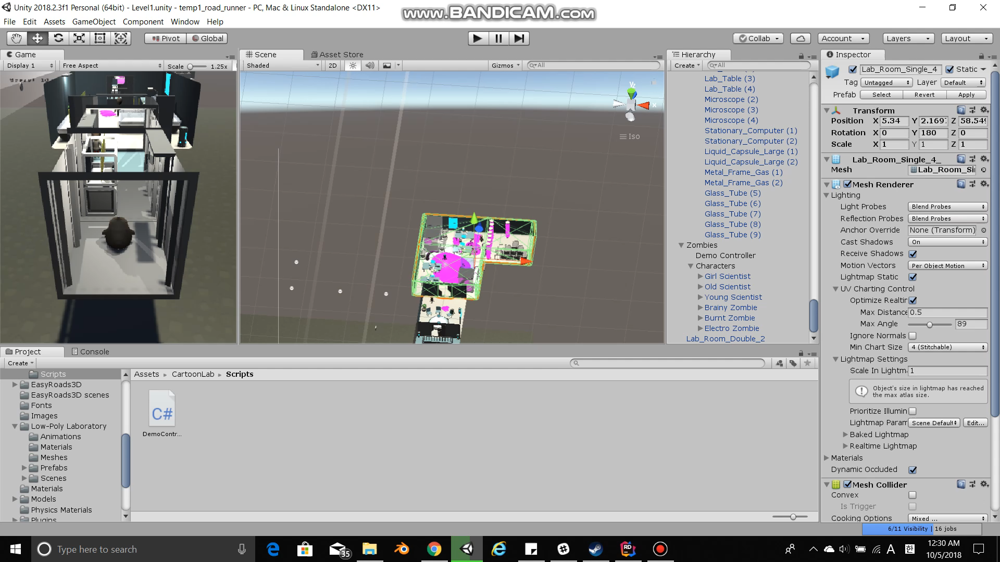 Unity 2018.2.3f1 Personal (64bit) - Level1.unity - temp1_road_runner - PC, Mac & Linux Standalone <DX11>
www.BANDICAM.com
File Edit Assets GameObject Component Window Help
Pivot Global
Collab Account Layers Layout
Game
Display 1 Free Aspect Scale 1.25x
Scene Asset Store
Shaded 2D Gizmos All
Yz
x
Iso
Hierarchy
Create All
Lab_Table (3)
Lab_Table (4)
Microscope (2)
Microscope (3)
Microscope (4)
Stationary_Computer (1)
Stationary_Computer (2)
Liquid_Capsule_Large (1)
Liquid_Capsule_Large (2)
Metal_Frame_Gas (1)
Metal_Frame_Gas (2)
Glass_Tube (5)
Glass_Tube (6)
Glass_Tube (7)
Glass_Tube (8)
Glass_Tube (9)
Zombies
Demo Controller
Characters
Girl Scientist
Old Scientist
Young Scientist
Brainy Zombie
Burnt Zombie
Electro Zombie
Lab_Room_Double_2
Inspector
Lab_Room_Single_4 Static
Tag Untagged Layer Default
Prefab Select Revert Apply
Transform
Position X 5.34 Y 2.1697 Z 58.549
Rotation X 0 Y 180 Z 0
Scale X 1 Y 1 Z 1
Lab_Room_Single_4_
Mesh Lab_Room_Si
Mesh Renderer
Lighting
Light Probes Blend Probes
Reflection Probes Blend Probes
Anchor Override None (Transform)
Cast Shadows On
Receive Shadows
Motion Vectors Per Object Motion
Lightmap Static
UV Charting Control
Optimize Realtin
Max Distance 0.5
Max Angle 89
Ignore Normals
Min Chart Size 4 (Stitchable)
Lightmap Settings
Scale In Lightm 1
Object's size in lightmap has reached
the max atlas size.
Prioritize Illumin
Lightmap Param Scene Default Edit...
Baked Lightmap
Realtime Lightmap
Materials
Dynamic Occluded
Mesh Collider
Convex
Is Trigger
Cooking Options Mixed ...
6/11 Visibility | 16 jobs
Project Console
Create
Scripts
EasyRoads3D
EasyRoads3D scenes
Fonts
Images
Low-Poly Laboratory
Animations
Materials
Meshes
Prefabs
Scenes
Materials
Models
Physics Materials
Plugins
Assets CartoonLab Scripts
C#
DemoContr...
Type here to search
35
RD
A 한
12:30 AM
10/5/2018